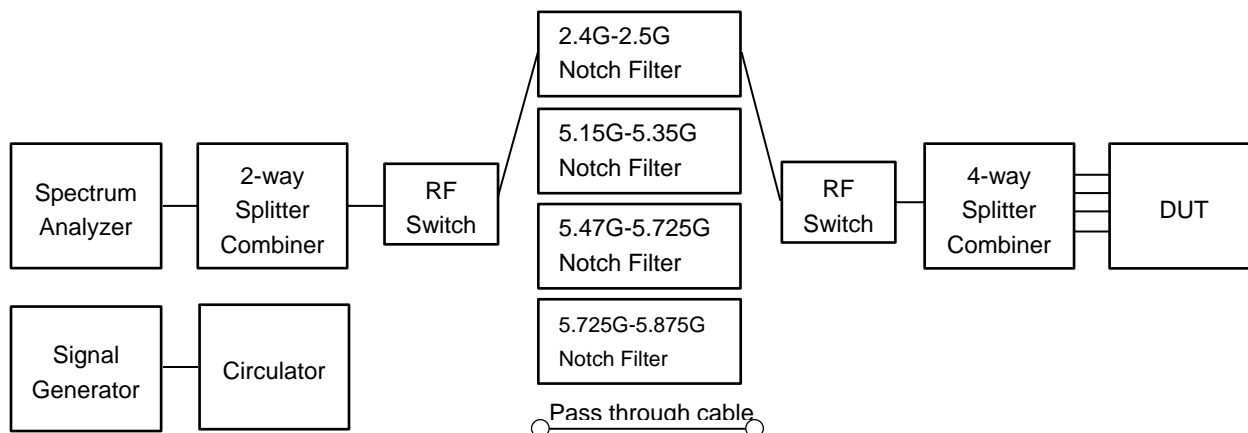 2.4G-2.5G
Notch Filter
5.15G-5.35G
Notch Filter
5.47G-5.725G
Notch Filter
5.725G-5.875G
Notch Filter
Pass through cable
Spectrum
Analyzer
2-way
Splitter
Combiner
RF
Switch
RF
Switch
4-way
Splitter
Combiner
DUT
Signal
Generator
Circulator